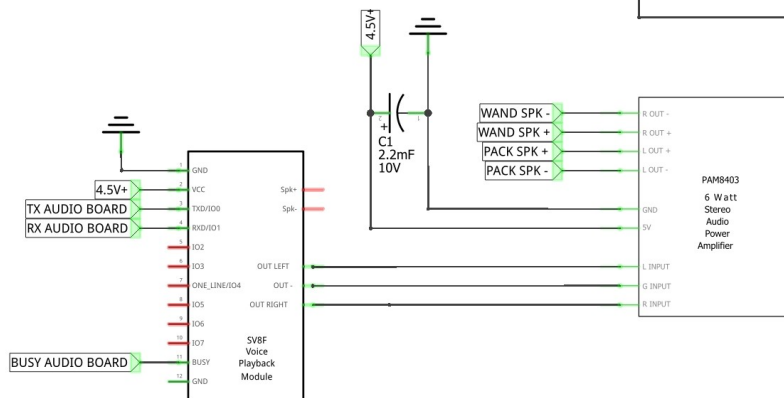 4.5V+
+
C1
2.2mF
10V
WAND SPK -
WAND SPK +
PACK SPK +
PACK SPK -
R OUT -
R OUT +
L OUT +
L OUT -
GND
5V
L INPUT
G INPUT
R INPUT
PAM8403
6 Watt
Stereo
Audio
Power
Amplifier
4.5V+
TX AUDIO BOARD
RX AUDIO BOARD
BUSY AUDIO BOARD
1
GND
2
VCC
3
TXD/IO0
4
RXD/IO1
5
IO2
6
IO3
7
ONE_LINE/IO4
8
IO5
9
IO6
10
IO7
11
BUSY
12
GND
Spk+
Spk-
OUT LEFT
OUT -
OUT RIGHT
SV8F
Voice
Playback
Module